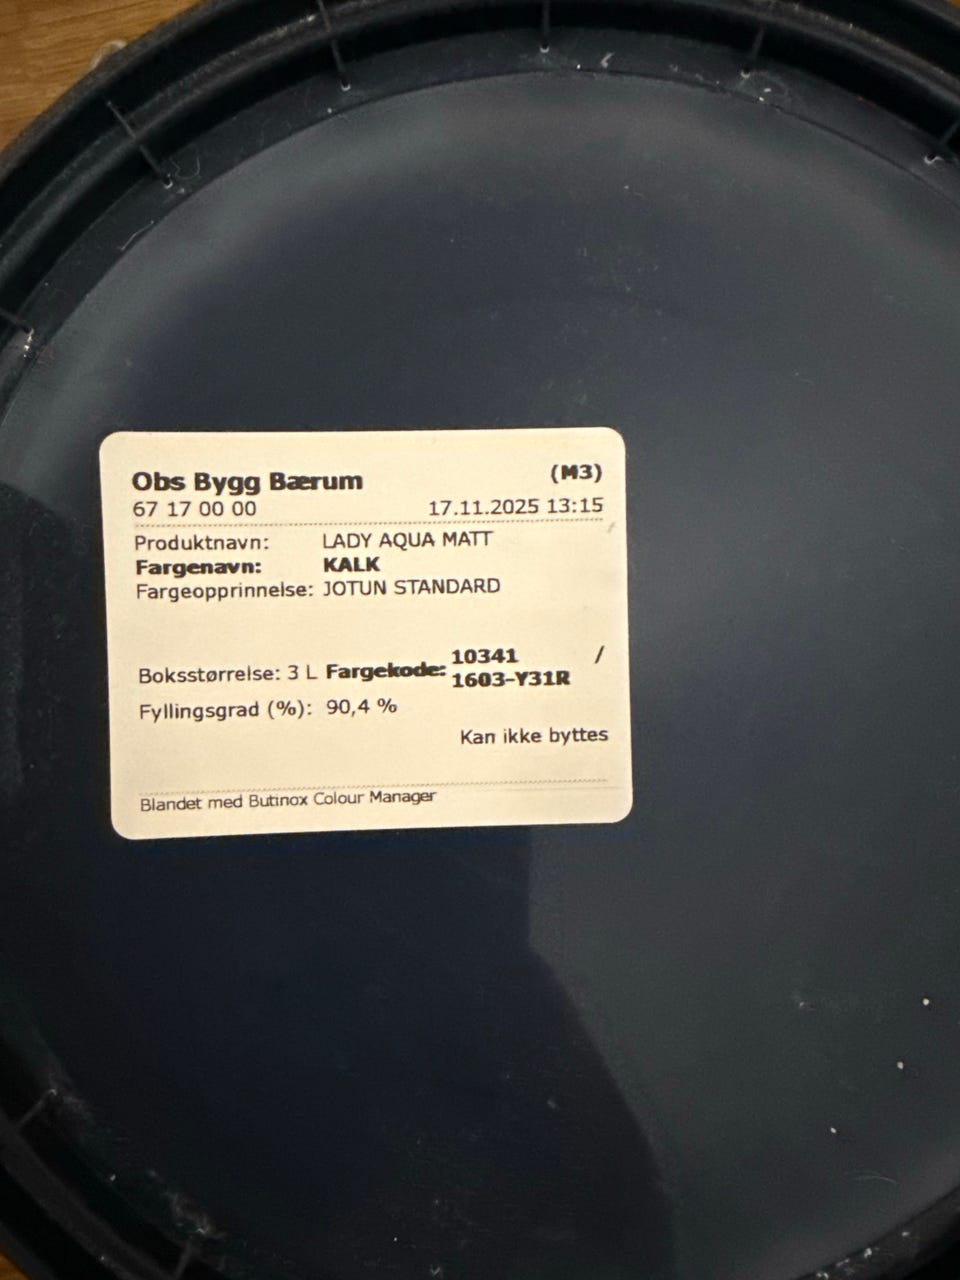 Obs Bygg Bærum (M3)
67 17 00 00 17.11.2025 13:15
Produktnavn: LADY AQUA MATT
Fargenavn: KALK
Fargeopprinnelse: JOTUN STANDARD
Boksstørrelse: 3 L Fargekode: 10341 /
1603-Y31R
Fyllingsgrad (%): 90,4 %
Kan ikke byttes
Blandet med Butinox Colour Manager